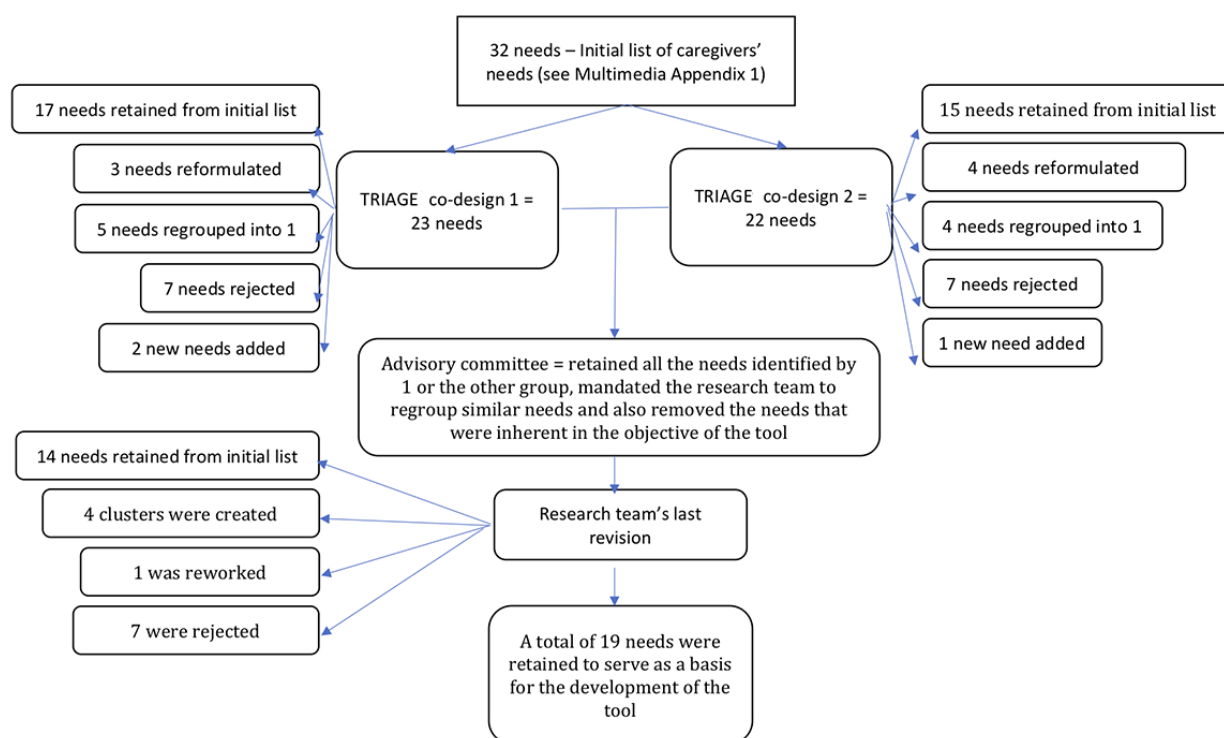 32 needs – Initial list of caregivers’
needs (see Multimedia Appendix 1)
17 needs retained from initial list
3 needs reformulated
5 needs regrouped into 1
7 needs rejected
2 new needs added
TRIAGE co-design 1 =
23 needs
TRIAGE co-design 2 =
22 needs
15 needs retained from initial list
4 needs reformulated
4 needs regrouped into 1
7 needs rejected
1 new need added
Advisory committee = retained all the needs identified by
1 or the other group, mandated the research team to
regroup similar needs and also removed the needs that
were inherent in the objective of the tool
14 needs retained from initial list
4 clusters were created
1 was reworked
7 were rejected
Research team’s last
revision
A total of 19 needs were
retained to serve as a basis
for the development of the
tool